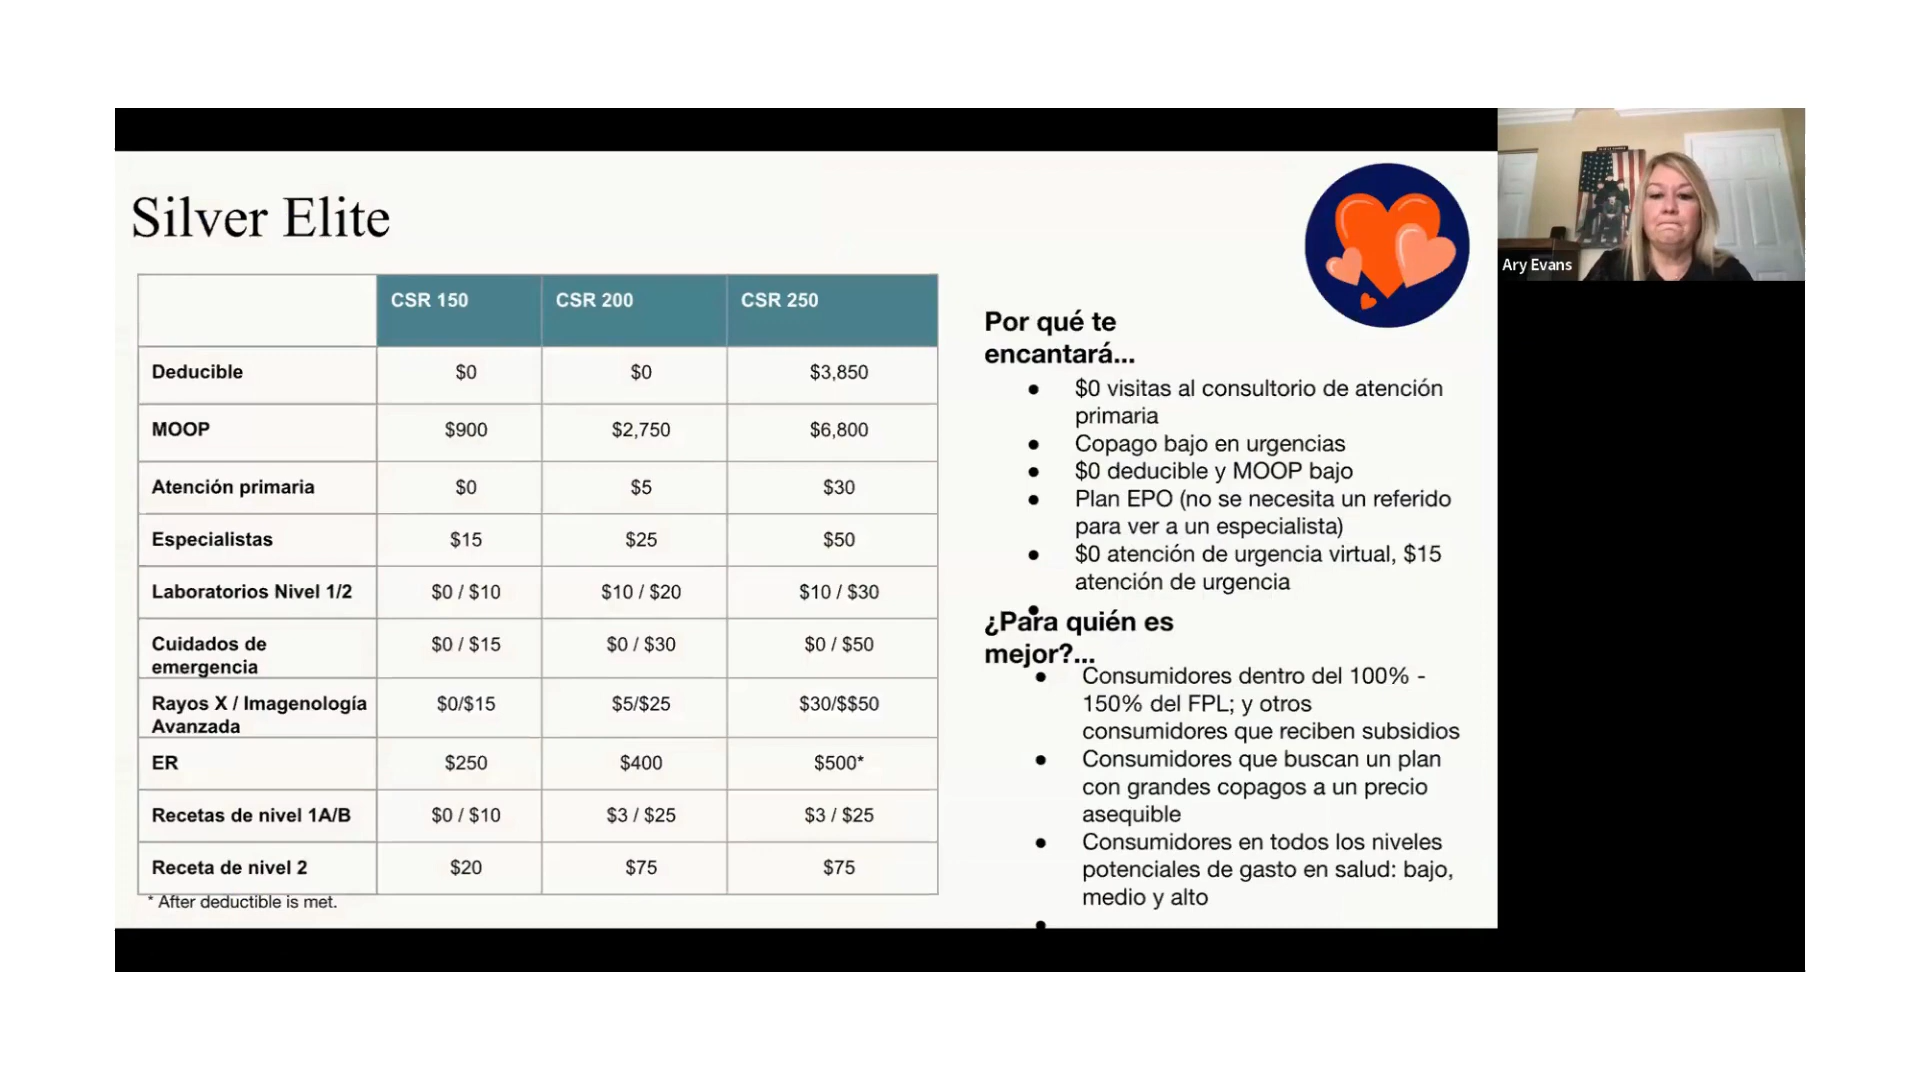 Silver Elite
CSR 150 CSR 200 CSR 250
Deducible $0 $0 $3,850
MOOP $900 $2,750 $6,800
Atención primaria $0 $5 $30
Especialistas $15 $25 $50
Laboratorios Nivel 1/2 $0 / $10 $10 / $20 $10 / $30
Cuidados de $0 / $15 $0 / $30 $0 / $50
emergencia
Rayos X / Imagenología $0/$15 $5/$25 $30/$$50
Avanzada
ER $250 $400 $500*
Recetas de nivel 1A/B $0 / $10 $3 / $25 $3 / $25
Receta de nivel 2 $20 $75 $75
* After deductible is met.
Por qué te
encantará...
● $0 visitas al consultorio de atención
primaria
● Copago bajo en urgencias
● $0 deducible y MOOP bajo
● Plan EPO (no se necesita un referido
para ver a un especialista)
● $0 atención de urgencia virtual, $15
atención de urgencia
●
¿Para quién es
mejor?...
● Consumidores dentro del 100% -
150% del FPL; y otros
consumidores que reciben subsidios
● Consumidores que buscan un plan
con grandes copagos a un precio
asequible
● Consumidores en todos los niveles
potenciales de gasto en salud: bajo,
medio y alto
●
Ary Evans